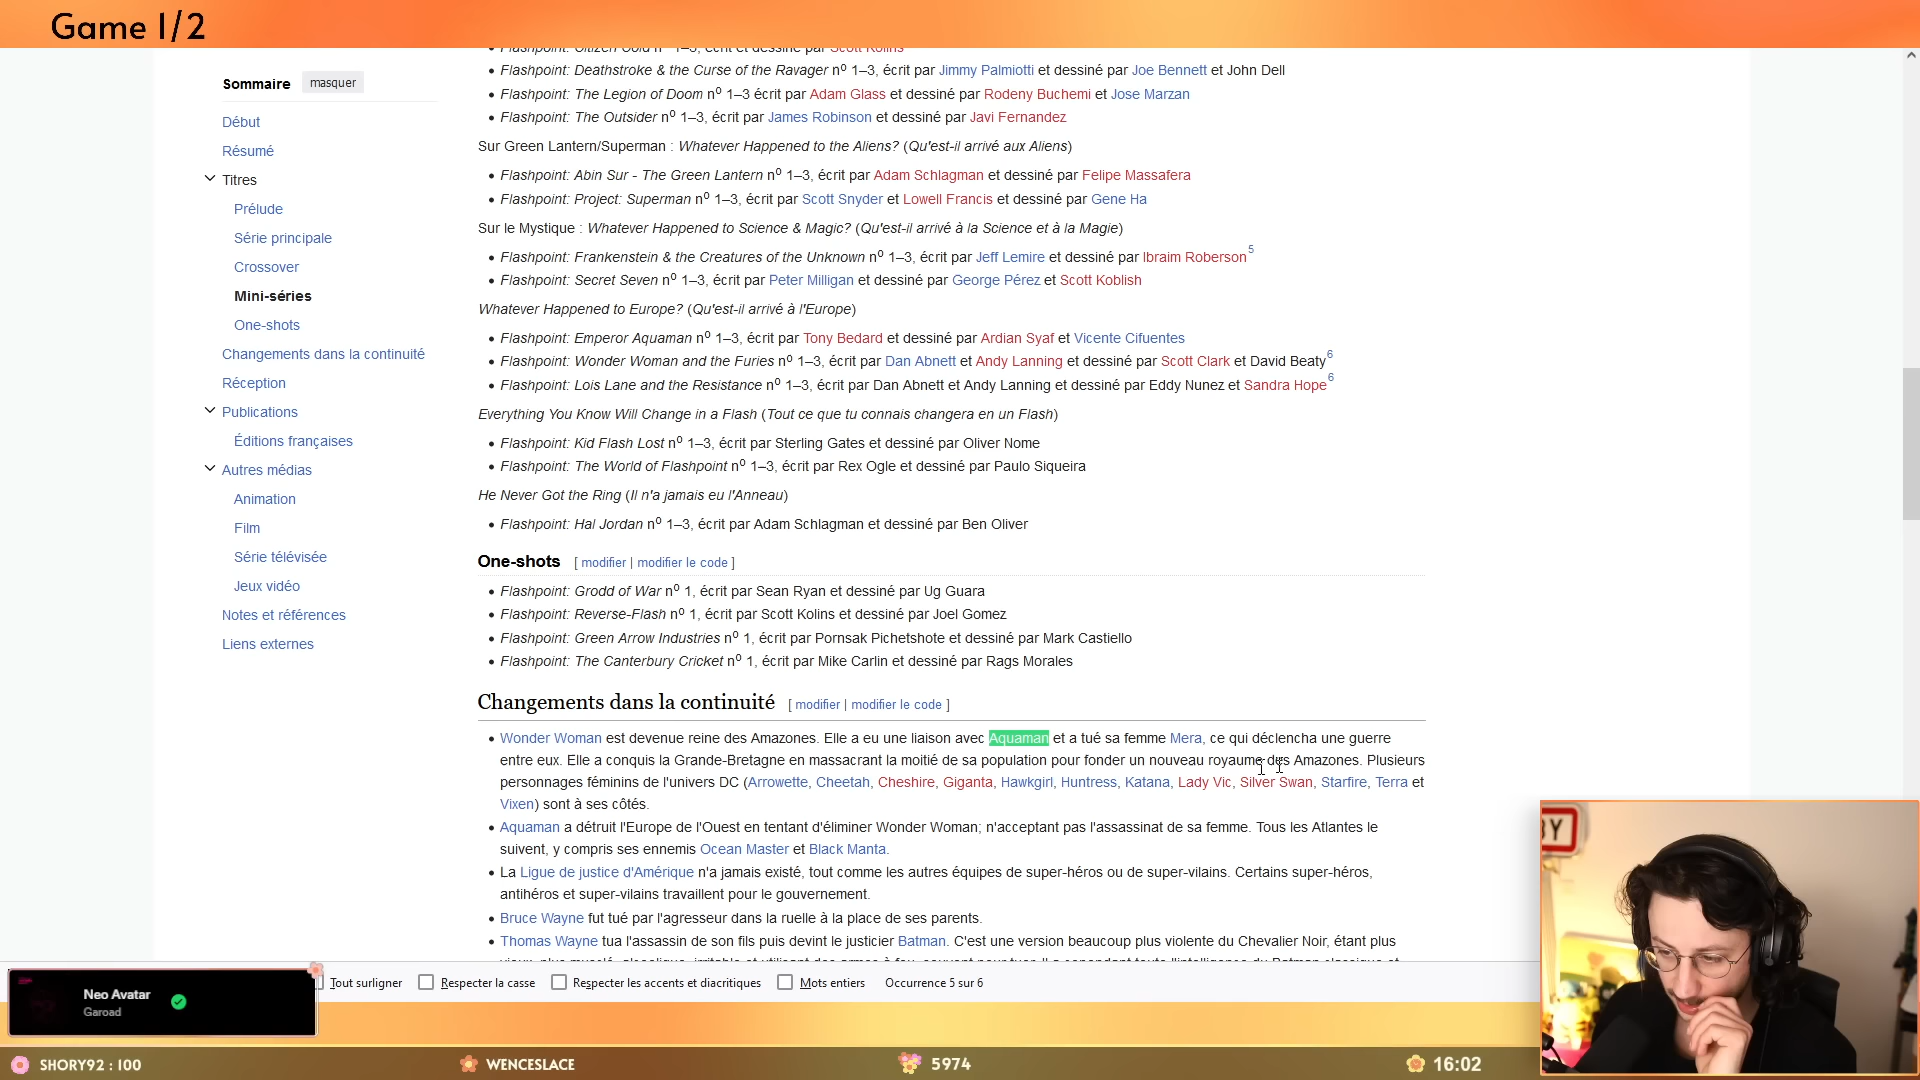 Game 1/2
Sommaire masquer
Début
Résumé
Titres
Prélude
Série principale
Crossover
Mini-séries
One-shots
Changements dans la continuité
Réception
Publications
Éditions françaises
Autres médias
Animation
Film
Série télévisée
Jeux vidéo
Notes et références
Liens externes
Flashpoint: Citizen Cold nº 1–3, écrit et dessiné par Scott Kolins
Flashpoint: Deathstroke & the Curse of the Ravager nº 1–3, écrit par Jimmy Palmiotti et dessiné par Joe Bennett et John Dell
Flashpoint: The Legion of Doom nº 1–3 écrit par Adam Glass et dessiné par Rodeny Buchemi et Jose Marzan
Flashpoint: The Outsider nº 1–3, écrit par James Robinson et dessiné par Javi Fernandez
Sur Green Lantern/Superman : Whatever Happened to the Aliens? (Qu'est-il arrivé aux Aliens)
Flashpoint: Abin Sur - The Green Lantern nº 1–3, écrit par Adam Schlagman et dessiné par Felipe Massafera
Flashpoint: Project: Superman nº 1–3, écrit par Scott Snyder et Lowell Francis et dessiné par Gene Ha
Sur le Mystique : Whatever Happened to Science & Magic? (Qu'est-il arrivé à la Science et à la Magie)
Flashpoint: Frankenstein & the Creatures of the Unknown nº 1–3, écrit par Jeff Lemire et dessiné par Ibraim Roberson 5
Flashpoint: Secret Seven nº 1–3, écrit par Peter Milligan et dessiné par George Pérez et Scott Koblish
Whatever Happened to Europe? (Qu'est-il arrivé à l'Europe)
Flashpoint: Emperor Aquaman nº 1–3, écrit par Tony Bedard et dessiné par Ardian Syaf et Vicente Cifuentes
Flashpoint: Wonder Woman and the Furies nº 1–3, écrit par Dan Abnett et Andy Lanning et dessiné par Scott Clark et David Beaty 6
Flashpoint: Lois Lane and the Resistance nº 1–3, écrit par Dan Abnett et Andy Lanning et dessiné par Eddy Nunez et Sandra Hope 6
Everything You Know Will Change in a Flash (Tout ce que tu connais changera en un Flash)
Flashpoint: Kid Flash Lost nº 1–3, écrit par Sterling Gates et dessiné par Oliver Nome
Flashpoint: The World of Flashpoint nº 1–3, écrit par Rex Ogle et dessiné par Paulo Siqueira
He Never Got the Ring (Il n'a jamais eu l'Anneau)
Flashpoint: Hal Jordan nº 1–3, écrit par Adam Schlagman et dessiné par Ben Oliver
One-shots [ modifier | modifier le code ]
Flashpoint: Grodd of War nº 1, écrit par Sean Ryan et dessiné par Ug Guara
Flashpoint: Reverse-Flash nº 1, écrit par Scott Kolins et dessiné par Joel Gomez
Flashpoint: Green Arrow Industries nº 1, écrit par Pornsak Pichetshote et dessiné par Mark Castiello
Flashpoint: The Canterbury Cricket nº 1, écrit par Mike Carlin et dessiné par Rags Morales
Changements dans la continuité [ modifier | modifier le code ]
Wonder Woman est devenue reine des Amazones. Elle a eu une liaison avec Aquaman et a tué sa femme Mera, ce qui déclencha une guerre
entre eux. Elle a conquis la Grande-Bretagne en massacrant la moitié de sa population pour fonder un nouveau royaume des Amazones. Plusieurs
personnages féminins de l'univers DC (Arrowette, Cheetah, Cheshire, Giganta, Hawkgirl, Huntress, Katana, Lady Vic, Silver Swan, Starfire, Terra et
Vixen) sont à ses côtés.
Aquaman a détruit l'Europe de l'Ouest en tentant d'éliminer Wonder Woman; n'acceptant pas l'assassinat de sa femme. Tous les Atlantes le
suivent, y compris ses ennemis Ocean Master et Black Manta.
La Ligue de justice d'Amérique n'a jamais existé, tout comme les autres équipes de super-héros ou de super-vilains. Certains super-héros,
antihéros et super-vilains travaillent pour le gouvernement.
Bruce Wayne fut tué par l'agresseur dans la ruelle à la place de ses parents.
Thomas Wayne tua l'assassin de son fils puis devint le justicier Batman. C'est une version beaucoup plus violente du Chevalier Noir, étant plus
Tout surligner Respecter la casse Respecter les accents et diacritiques Mots entiers Occurrence 5 sur 6
Neo Avatar
Garoad
SHORY92 : 100 WENCESLACE 5974 16:02